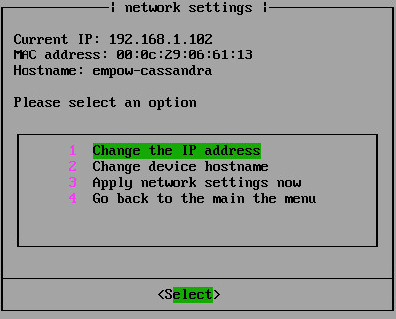 network settings
Current IP: 192.168.1.102
MAC address: 00:0c:29:06:61:13
Hostname: empow-cassandra
Please select an option
1 Change the IP address
2 Change device hostname
3 Apply network settings now
4 Go back to the main the menu
<Select>